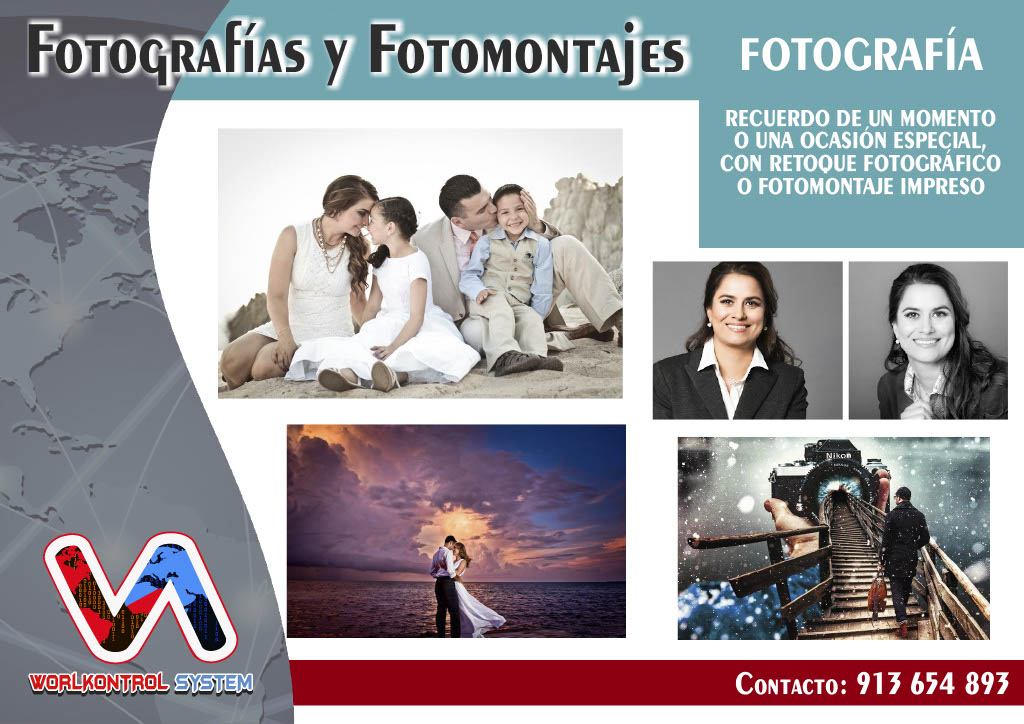 Fotografías y Fotomontajes
FOTOGRAFÍA
RECUERDO DE UN MOMENTO
O UNA OCASIÓN ESPECIAL,
CON RETOQUE FOTOGRÁFICO
O FOTOMONTAJE IMPRESO
Nikon
WORLKONTROL SYSTEM
Contacto: 913 654 893